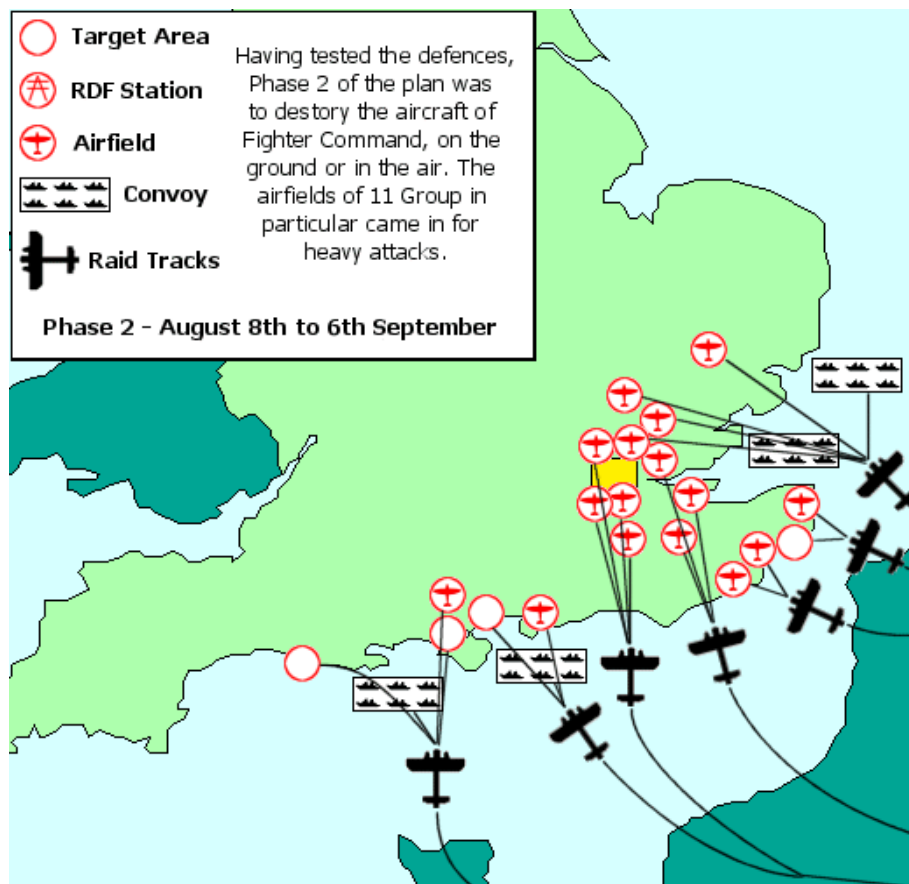 Target Area
RDF Station
Airfield
Convoy
Raid Tracks
Having tested the defences,
Phase 2 of the plan was
to destory the aircraft of
Fighter Command, on the
ground or in the air. The
airfields of 11 Group in
particular came in for
heavy attacks.
Phase 2 - August 8th to 6th September